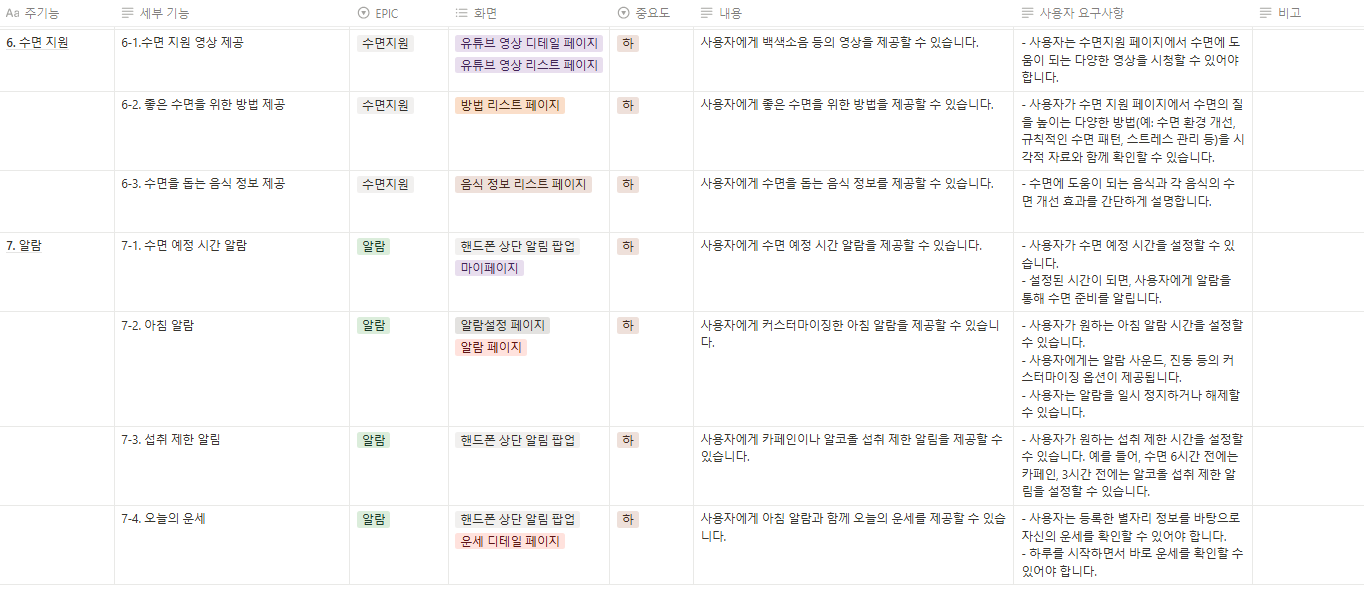 Aa 주기능 세부 기능 EPIC 화면 중요도 내용 사용자 요구사항 비고
6. 수면 지원
6-1.수면 지원 영상 제공
수면지원
유튜브 영상 디테일 페이지
유튜브 영상 리스트 페이지
하
사용자에게 백색소음 등의 영상을 제공할 수 있습니다.
- 사용자는 수면지원 페이지에서 수면에 도
움이 되는 다양한 영상을 시청할 수 있어야
합니다.
6-2. 좋은 수면을 위한 방법 제공
수면지원
방법 리스트 페이지
하
사용자에게 좋은 수면을 위한 방법을 제공할 수 있습니다.
- 사용자가 수면 지원 페이지에서 수면의 질
을 높이는 다양한 방법(예: 수면 환경 개선,
규칙적인 수면 패턴, 스트레스 관리 등)을 시
각적 자료와 함께 확인할 수 있습니다.
6-3. 수면을 돕는 음식 정보 제공
수면지원
음식 정보 리스트 페이지
하
사용자에게 수면을 돕는 음식 정보를 제공할 수 있습니다.
- 수면에 도움이 되는 음식과 각 음식의 수
면 개선 효과를 간단하게 설명합니다.
7. 알람
7-1. 수면 예정 시간 알람
알람
핸드폰 상단 알림 팝업
마이페이지
하
사용자에게 수면 예정 시간 알람을 제공할 수 있습니다.
- 사용자가 수면 예정 시간을 설정할 수 있
습니다.
- 설정된 시간이 되면, 사용자에게 알람을
통해 수면 준비를 알립니다.
7-2. 아침 알람
알람
알람설정 페이지
알람 페이지
하
사용자에게 커스터마이징한 아침 알람을 제공할 수 있습니
다.
- 사용자가 원하는 아침 알람 시간을 설정할
수 있습니다.
- 사용자에게는 알람 사운드, 진동 등의 커
스터마이징 옵션이 제공됩니다.
- 사용자는 알람을 일시 정지하거나 해제할
수 있습니다.
7-3. 섭취 제한 알림
알람
핸드폰 상단 알림 팝업
하
사용자에게 카페인이나 알코올 섭취 제한 알림을 제공할 수
있습니다.
- 사용자가 원하는 섭취 제한 시간을 설정할
수 있습니다. 예를 들어, 수면 6시간 전에는
카페인, 3시간 전에는 알코올 섭취 제한 알
림을 설정할 수 있습니다.
7-4. 오늘의 운세
알람
핸드폰 상단 알림 팝업
운세 디테일 페이지
하
사용자에게 아침 알람과 함께 오늘의 운세를 제공할 수 있습
니다.
- 사용자는 등록한 별자리 정보를 바탕으로
자신의 운세를 확인할 수 있어야 합니다.
- 하루를 시작하면서 바로 운세를 확인할 수
있어야 합니다.